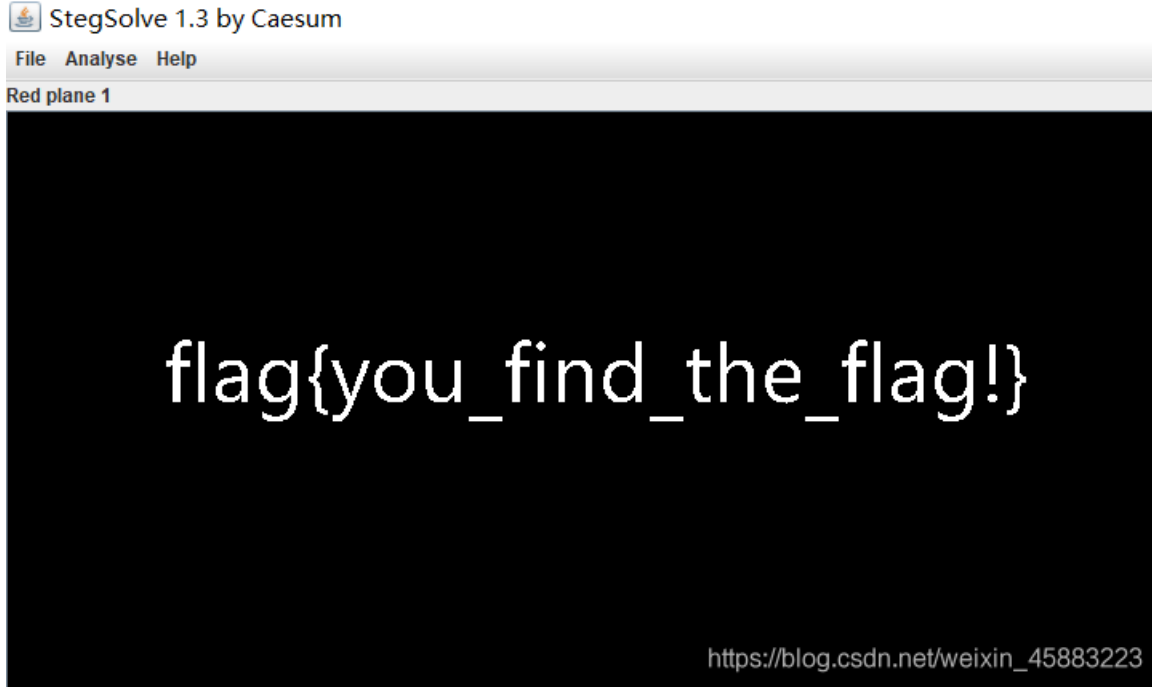 StegSolve 1.3 by Caesum
File Analyse Help
Red plane 1
flag{you_find_the_flag!}
https://blog.csdn.net/weixin_45883223